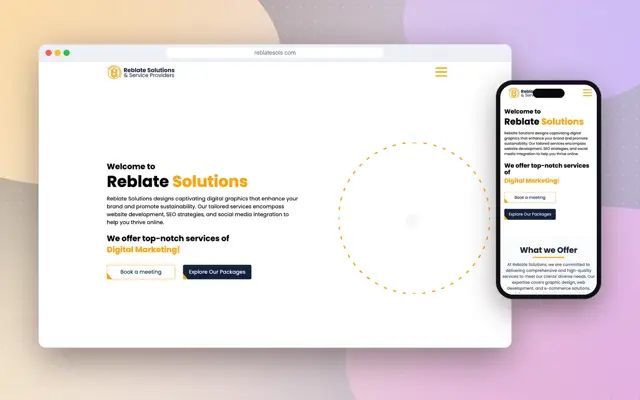 reblatesols.com
Reblate Solutions
& Service Providers
Welcome to
Reblate Solutions
Reblate Solutions designs captivating digital graphics that enhance your
brand and promote sustainability. Our tailored services encompass
website development, SEO strategies, and social media integration to
help you thrive online.
We offer top-notch services of
Digital Marketing!
Book a meeting
Explore Our Packages
Reblate Solutions
& Service Providers
Welcome to
Reblate Solutions
Reblate Solutions designs captivating digital
graphics that enhance your brand and promote
sustainability. Our tailored services encompass
website development, SEO strategies, and social
media integration to help you thrive online.
We offer top-notch services
of
Digital Marketing!
Book a meeting
Explore Our Packages
What we Offer
At Reblate Solutions, we are committed to
delivering comprehensive and high-quality
services to meet our clients' diverse needs. Our
expertise covers graphic design, web
development, and e-commerce solutions.